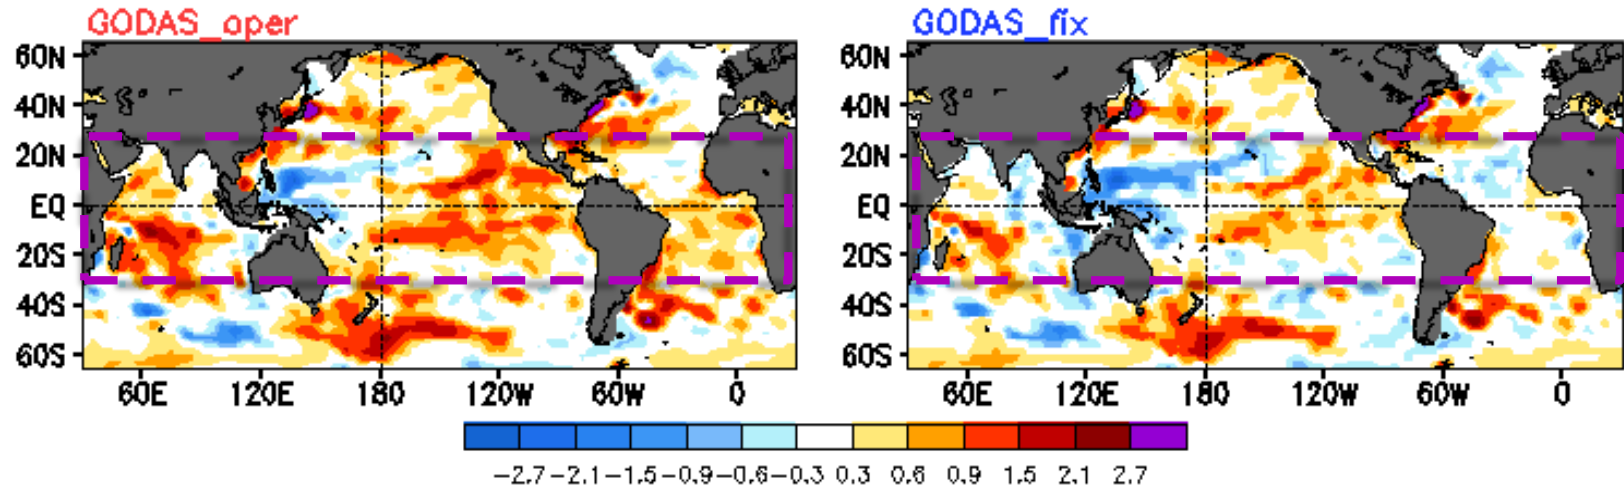 GODAS_oper
GODAS_fix
60N
40N
20N
EQ
20S
40S
60S
60E 120E 180 120W 60W 0
60N
40N
20N
EQ
20S
40S
60S
60E 120E 180 120W 60W 0
-2.7 -2.1 -1.5 -0.9 -0.6 -0.3 0.3 0.6 0.9 1.5 2.1 2.7